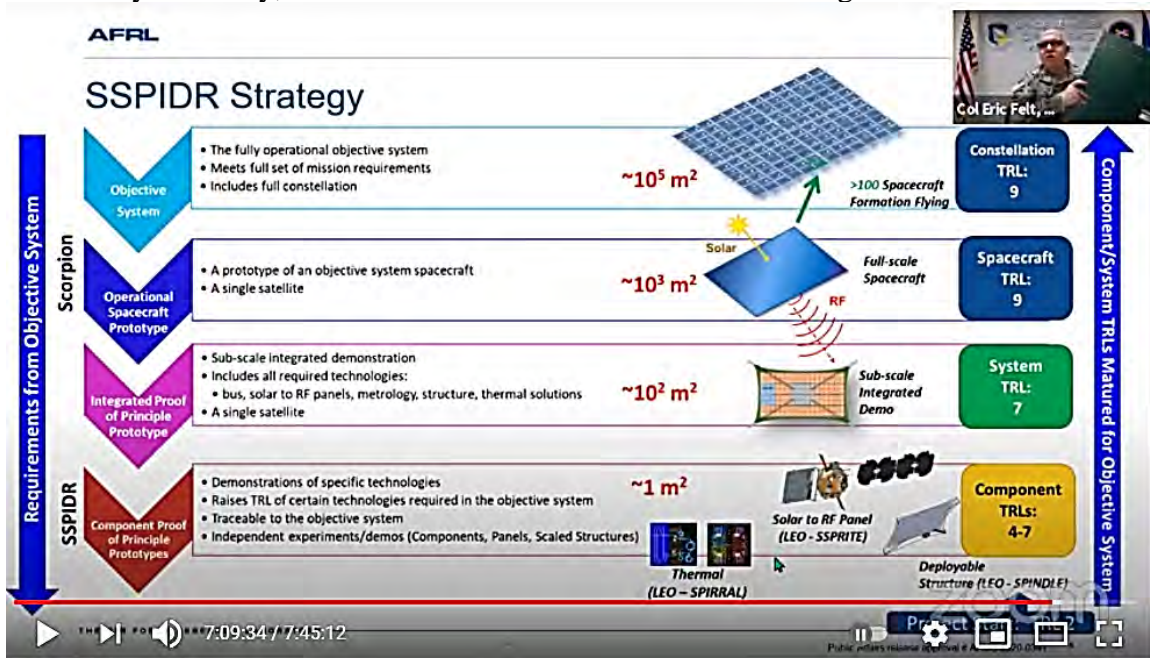 AFRL
SSPIDR Strategy
Col Eric Felt, ...
Requirements from Objective System
Scorpion
SSPIDR
Objective
System
• The fully operational objective system
• Meets full set of mission requirements
• Includes full constellation
~10⁵ m²
>100 Spacecraft
Formation Flying
Constellation
TRL:
9
Operational
Spacecraft
Prototype
• A prototype of an objective system spacecraft
• A single satellite
~10³ m²
Solar
RF
Full-scale
Spacecraft
Spacecraft
TRL:
9
Integrated Proof
of Principle
Prototype
• Sub-scale integrated demonstration
• Includes all required technologies:
• bus, solar to RF panels, metrology, structure, thermal solutions
• A single satellite
~10² m²
Sub-scale
Integrated
Demo
System
TRL:
7
Component Proof
of Principle
Prototypes
• Demonstrations of specific technologies
• Raises TRL of certain technologies required in the objective system
• Traceable to the objective system
• Independent experiments/demos (Components, Panels, Scaled Structures)
~1 m²
Thermal
(LEO – SPIRRAL)
Solar to RF Panel
(LEO - SSPRITE)
Deployable
Structure (LEO - SPINDLE)
Component
TRLs:
4-7
Component/System TRLs Matured for Objective System
zoom
7:09:34 / 7:45:12
Public Affairs release approval #